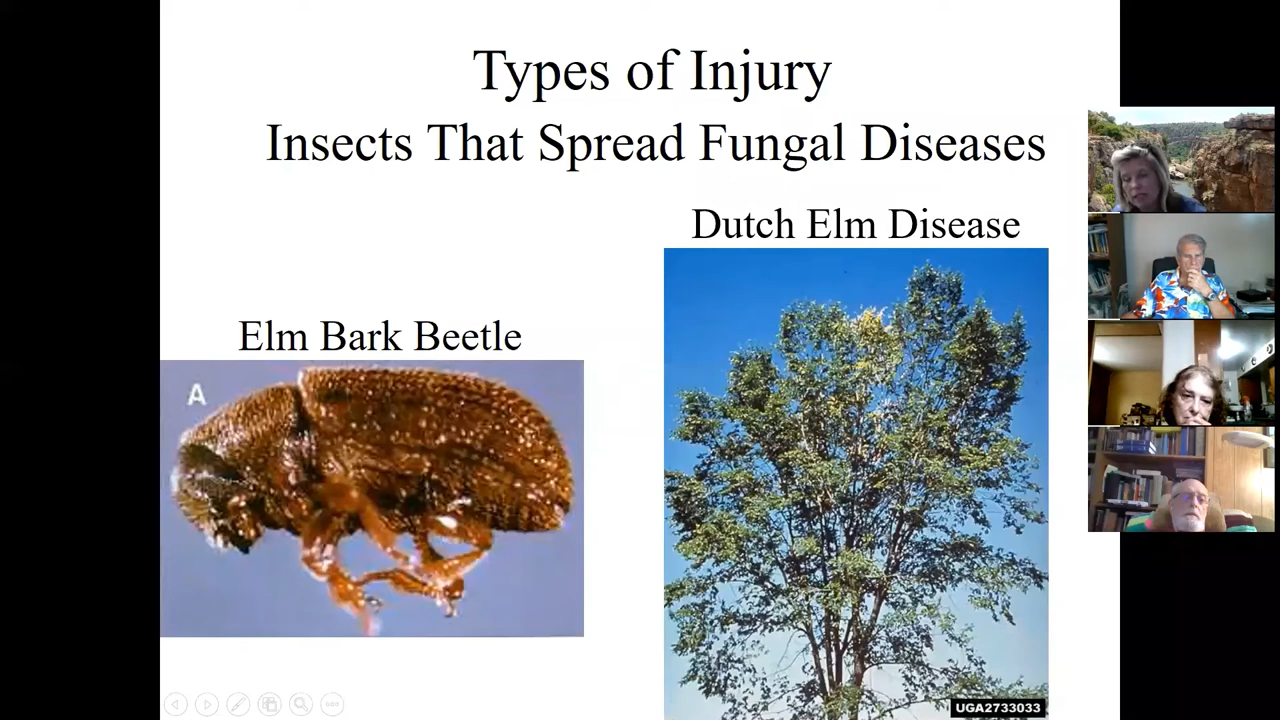 Types of Injury
Insects That Spread Fungal Diseases
Dutch Elm Disease
Elm Bark Beetle
A
UGA2733033